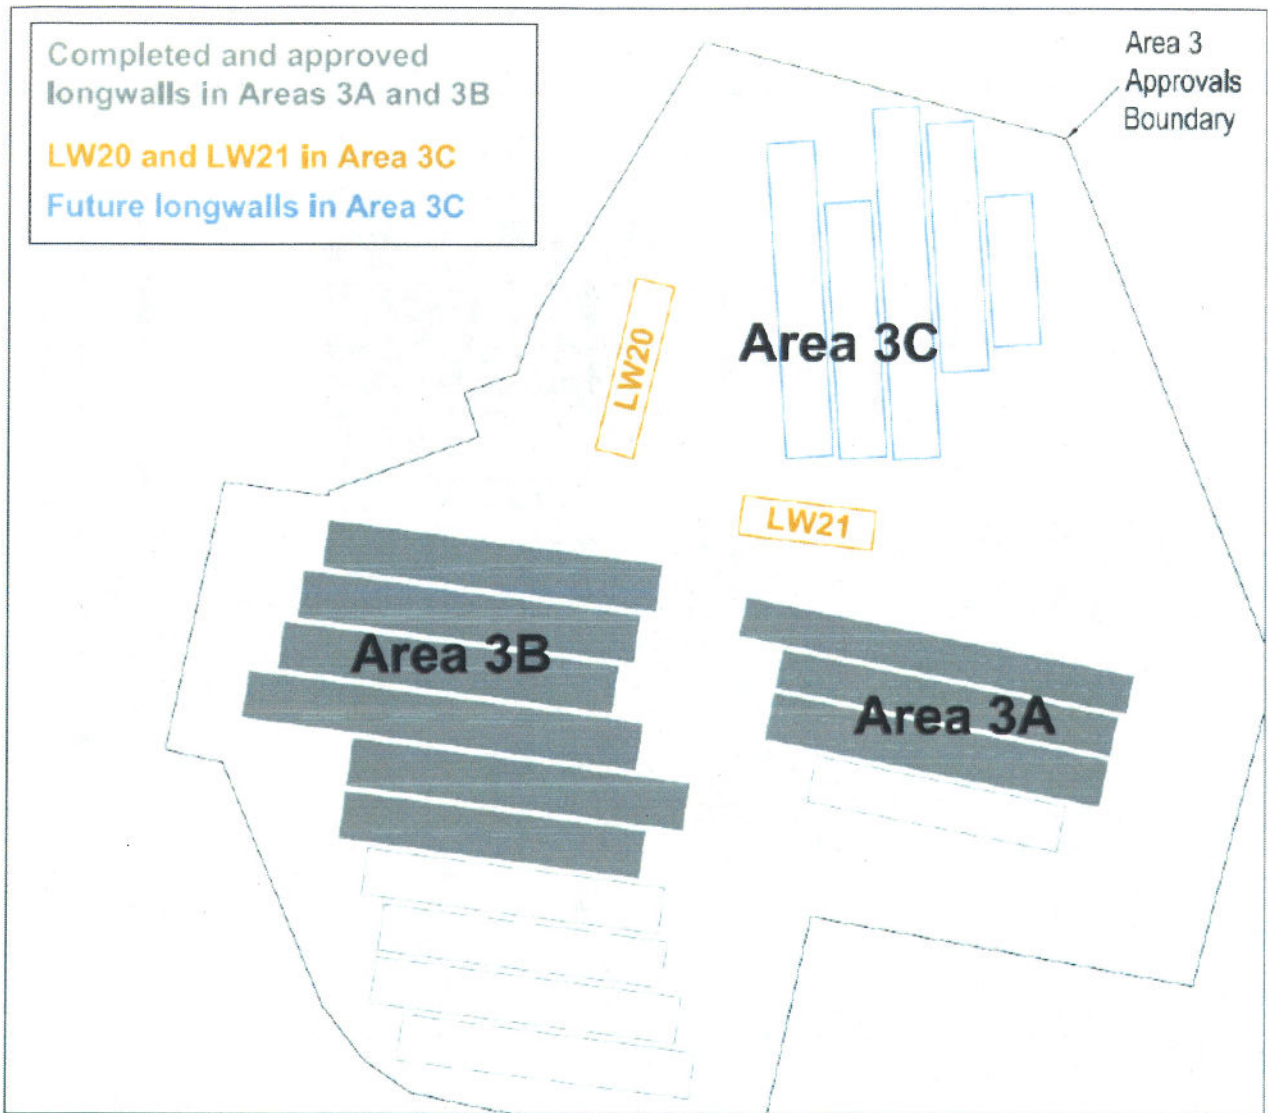 Completed and approved
longwalls in Areas 3A and 3B
LW20 and LW21 in Area 3C
Future longwalls in Area 3C
Area 3
Approvals
Boundary
Area 3C
LW20
LW21
Area 3B
Area 3A